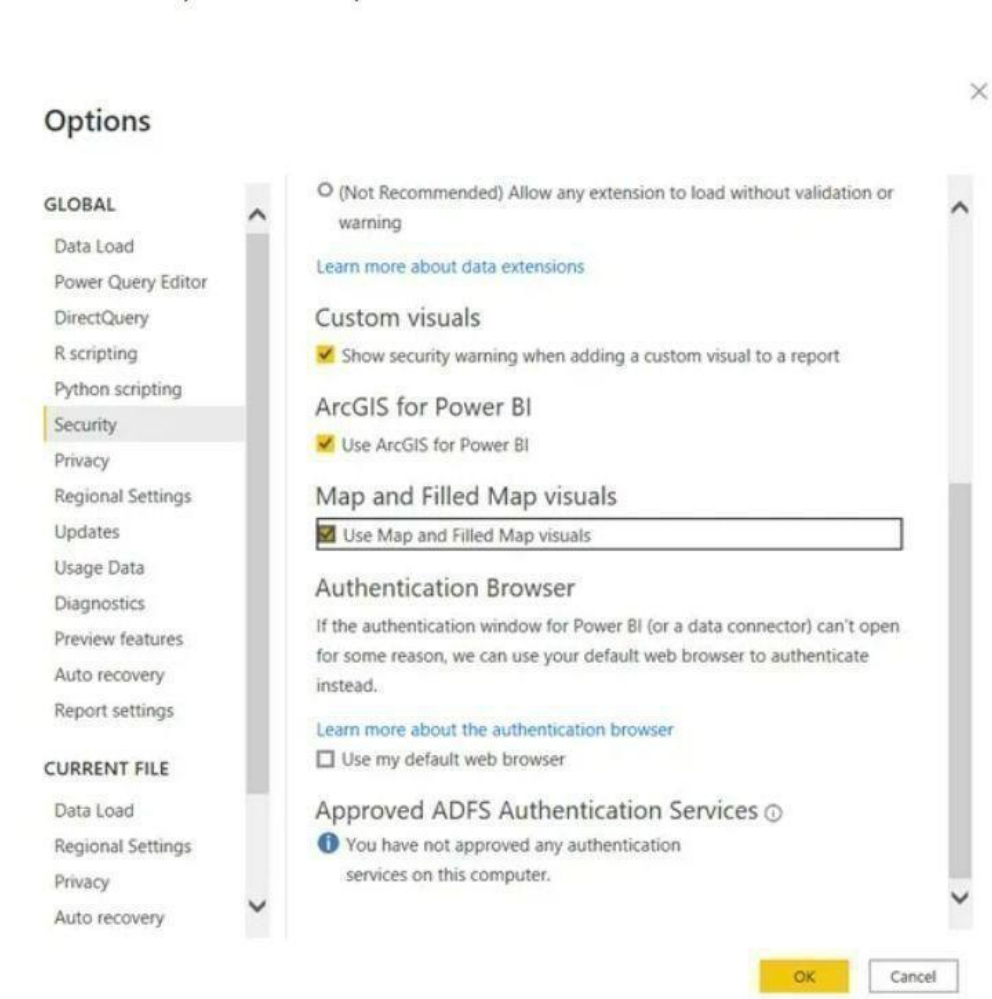 Options
GLOBAL
Data Load
Power Query Editor
DirectQuery
R scripting
Python scripting
Security
Privacy
Regional Settings
Updates
Usage Data
Diagnostics
Preview features
Auto recovery
Report settings
CURRENT FILE
Data Load
Regional Settings
Privacy
Auto recovery
(Not Recommended) Allow any extension to load without validation or
warning
Learn more about data extensions
Custom visuals
Show security warning when adding a custom visual to a report
ArcGIS for Power BI
Use ArcGIS for Power BI
Map and Filled Map visuals
Use Map and Filled Map visuals
Authentication Browser
If the authentication window for Power BI (or a data connector) can't open
for some reason, we can use your default web browser to authenticate
instead.
Learn more about the authentication browser
Use my default web browser
Approved ADFS Authentication Services
You have not approved any authentication
services on this computer.
OK
Cancel